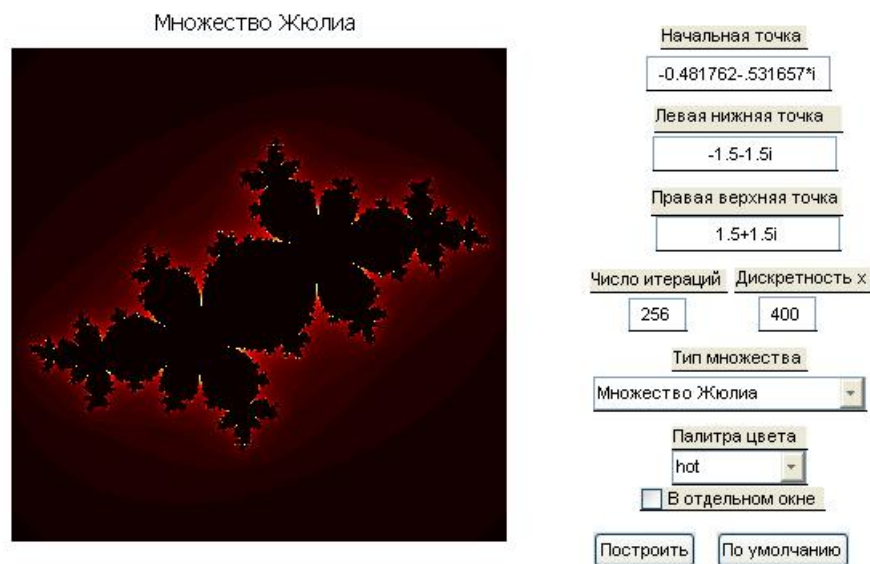 Множество Жюлиа
Начальная точка
-0.481762-.531657*i
Левая нижняя точка
-1.5-1.5i
Правая верхняя точка
1.5+1.5i
Число итераций Дискретность x
256 400
Тип множества
Множество Жюлиа
Палитра цвета
hot
В отдельном окне
Построить По умолчанию